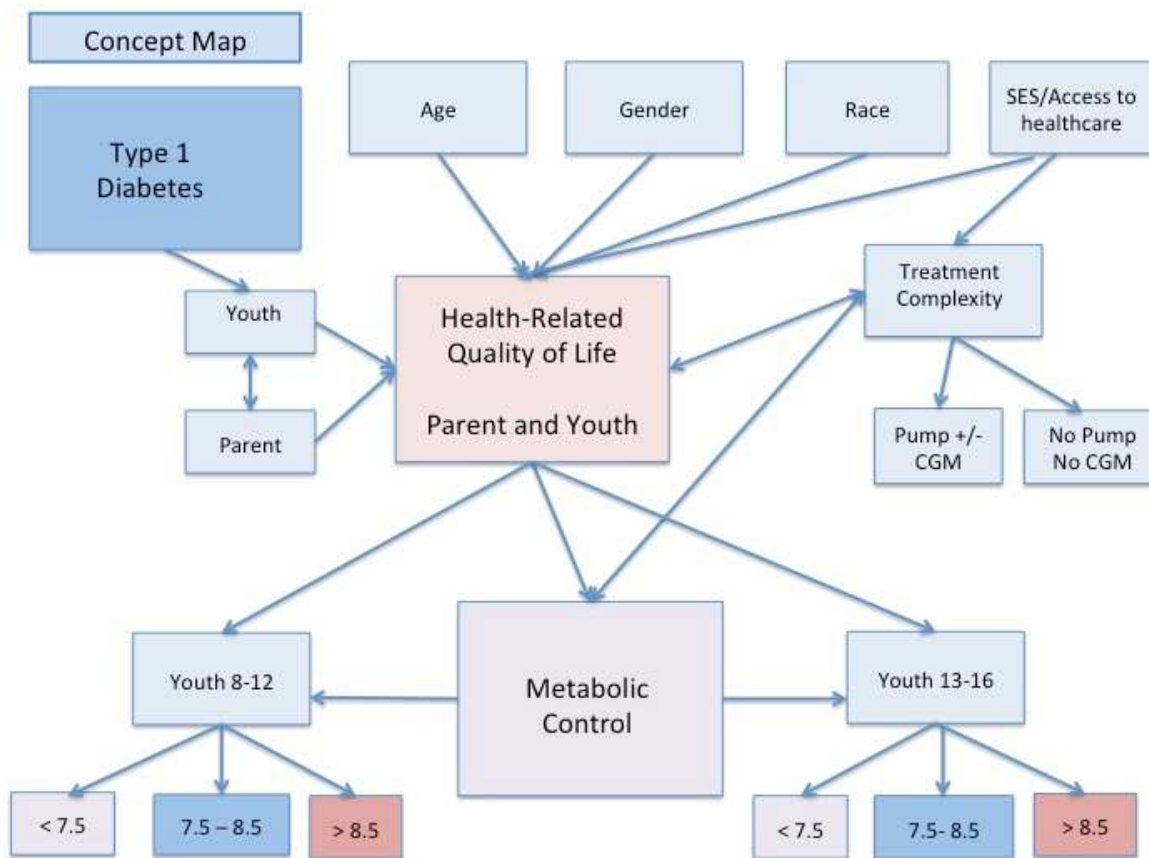 Concept Map
Type 1
Diabetes
Age
Gender
Race
SES/Access to
healthcare
Youth
Parent
Health-Related
Quality of Life
Parent and Youth
Treatment
Complexity
Pump +/-
CGM
No Pump
No CGM
Youth 8-12
Metabolic
Control
Youth 13-16
< 7.5
7.5 – 8.5
> 8.5
< 7.5
7.5- 8.5
> 8.5